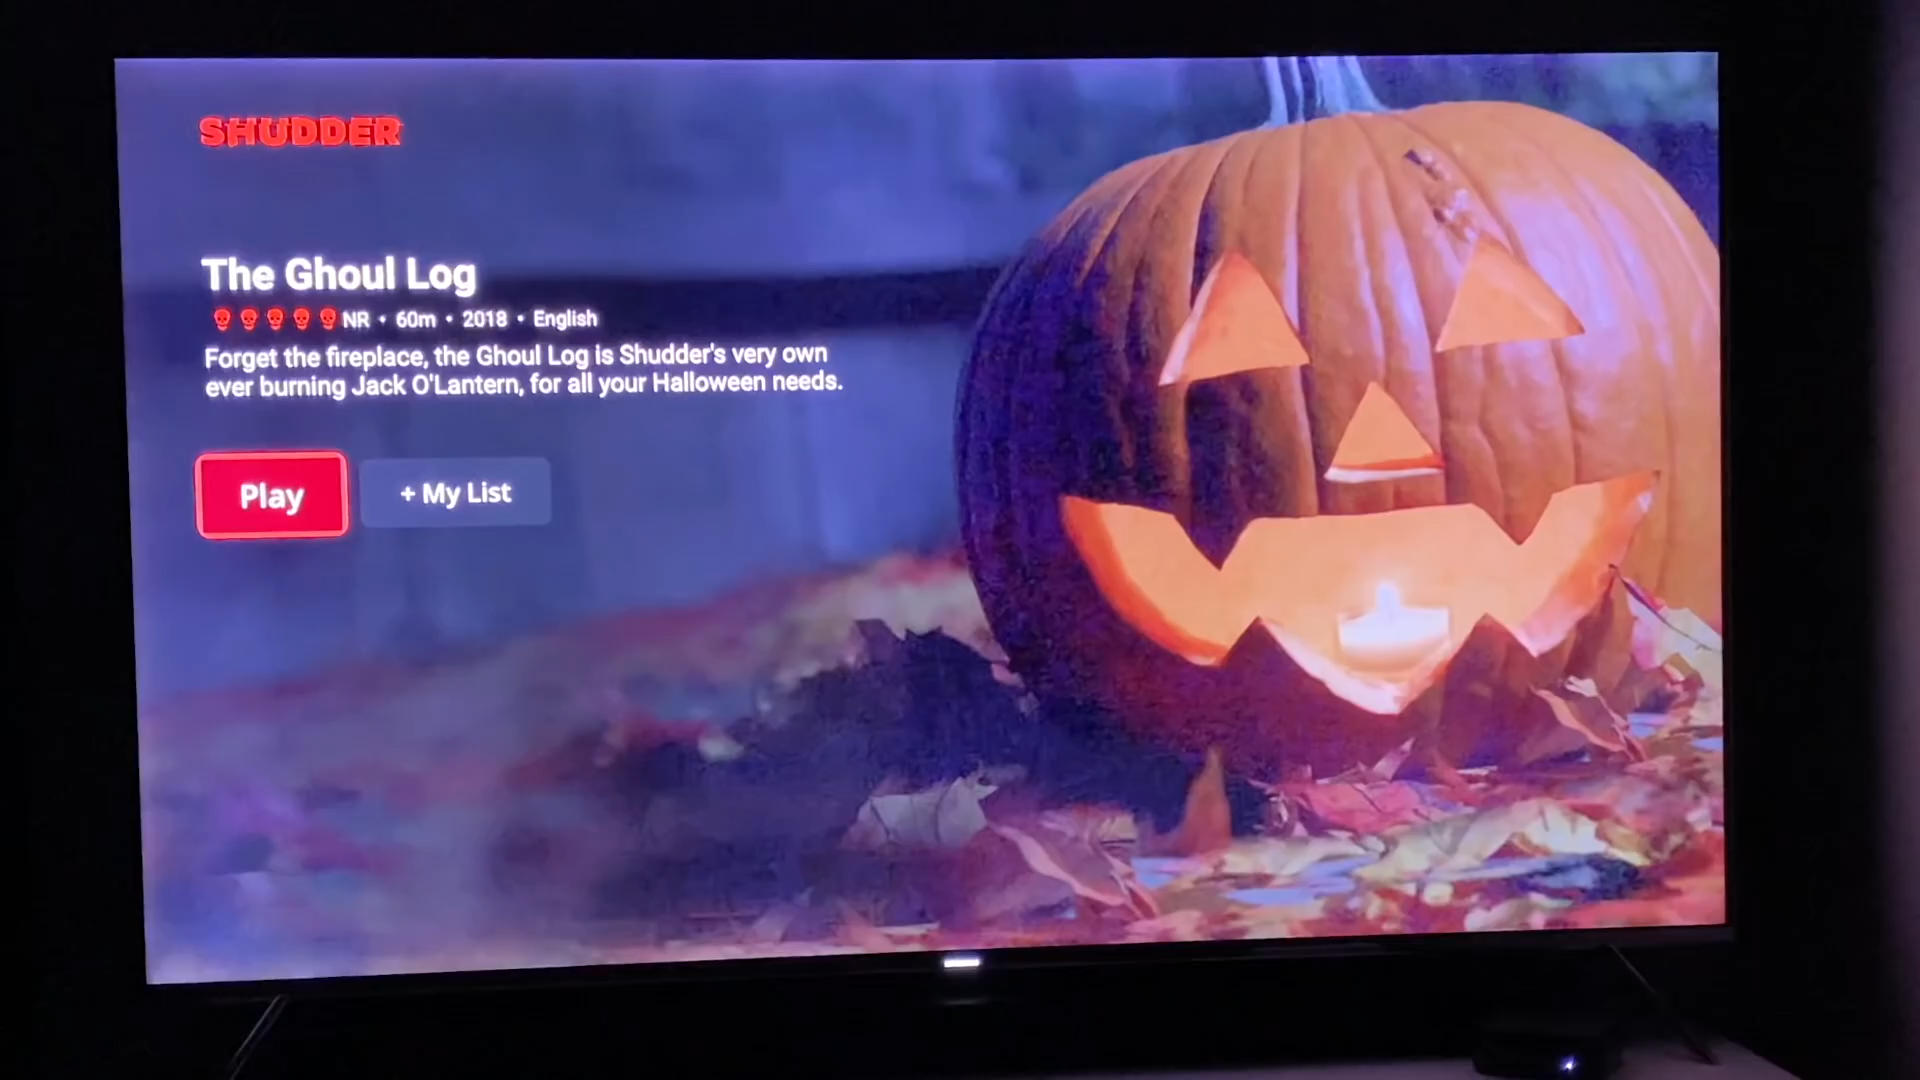 SHUDDER
The Ghoul Log
NR • 60m • 2018 • English
Forget the fireplace, the Ghoul Log is Shudder's very own
ever burning Jack O'Lantern, for all your Halloween needs.
Play
+ My List